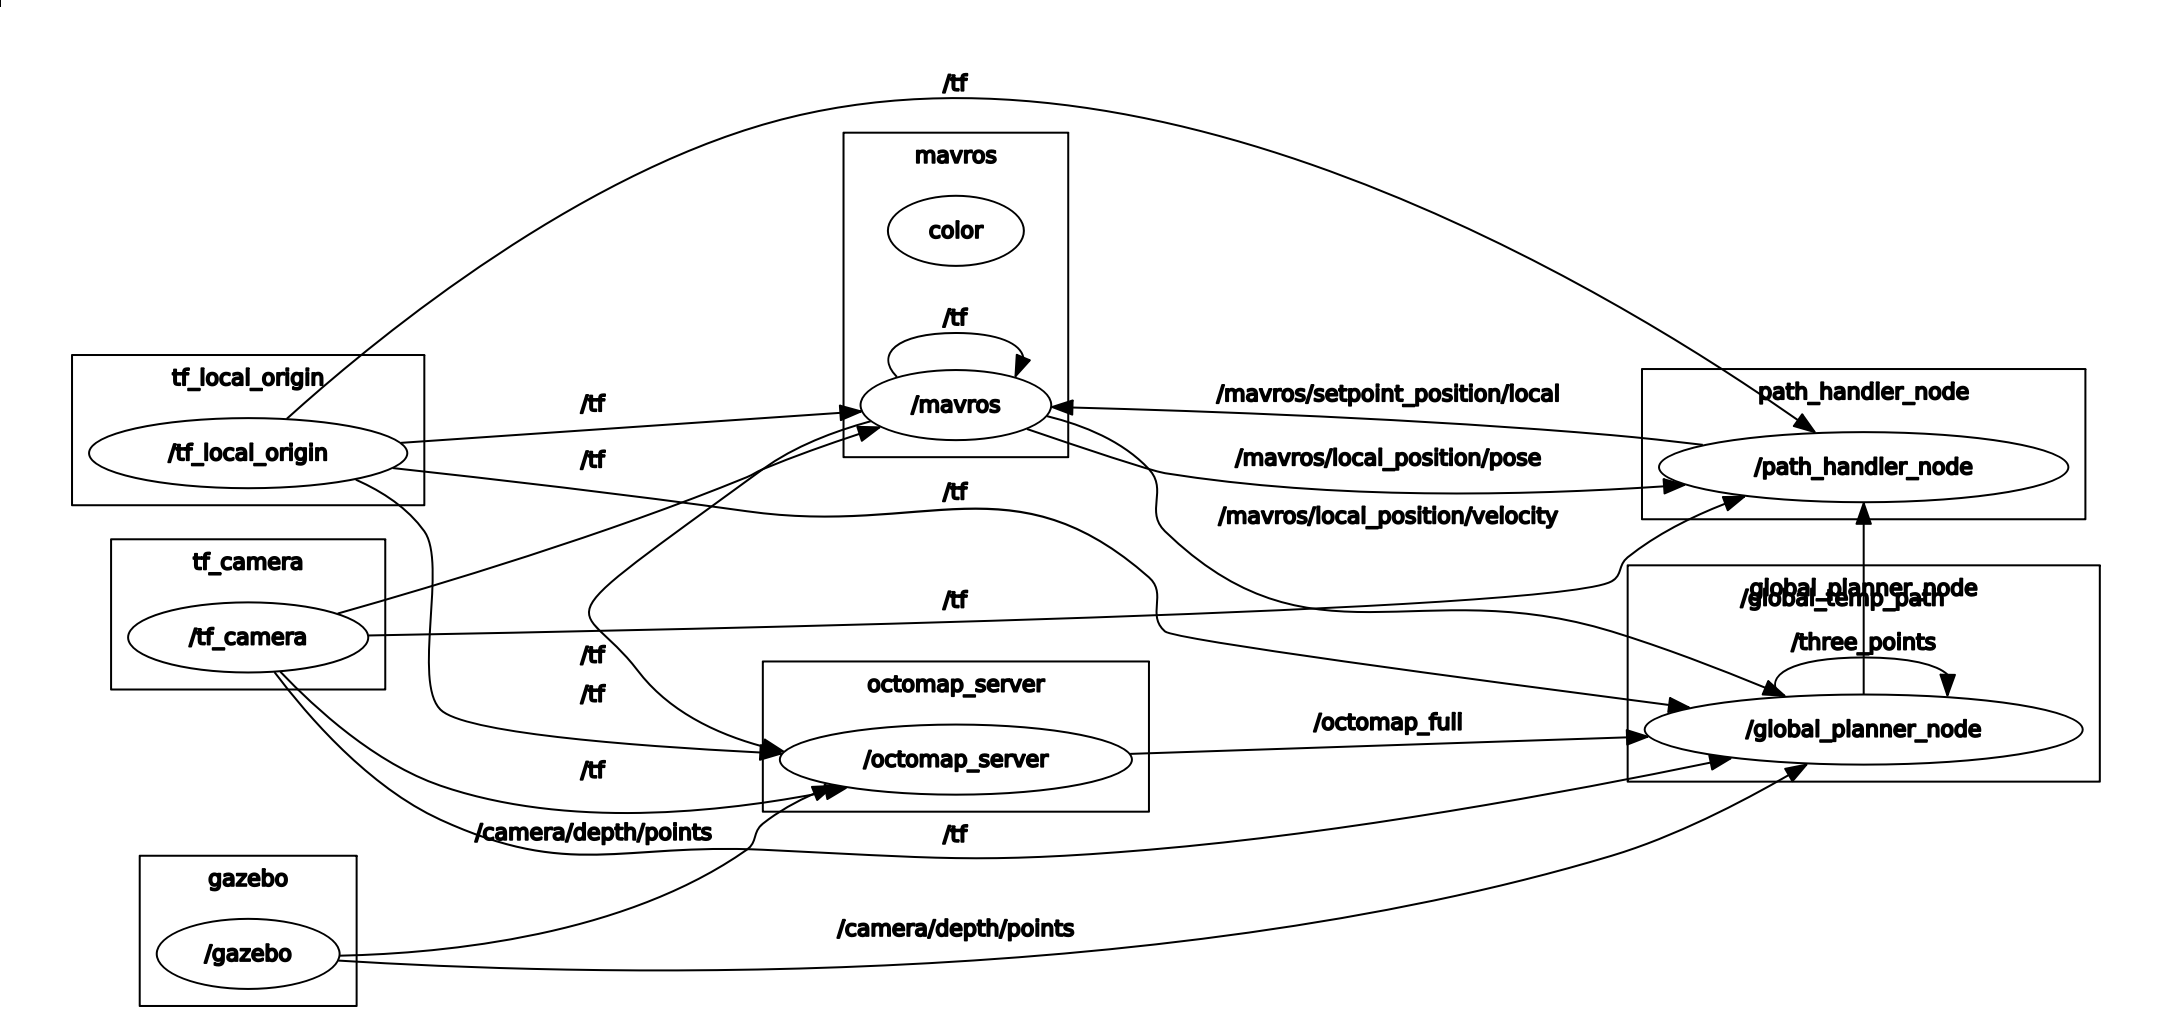 /tf
mavros
color
/tf
tf_local_origin
/tf_local_origin
/tf
/mavros
/mavros/setpoint_position/local
path_handler_node
/path_handler_node
/tf
/mavros/local_position/pose
/tf
/mavros/local_position/velocity
tf_camera
/tf_camera
/tf
global_planner_node
/global_temp_path
/three_points
/tf
/tf
octomap_server
/octomap_server
/octomap_full
/global_planner_node
/tf
/camera/depth/points
/tf
gazebo
/gazebo
/camera/depth/points